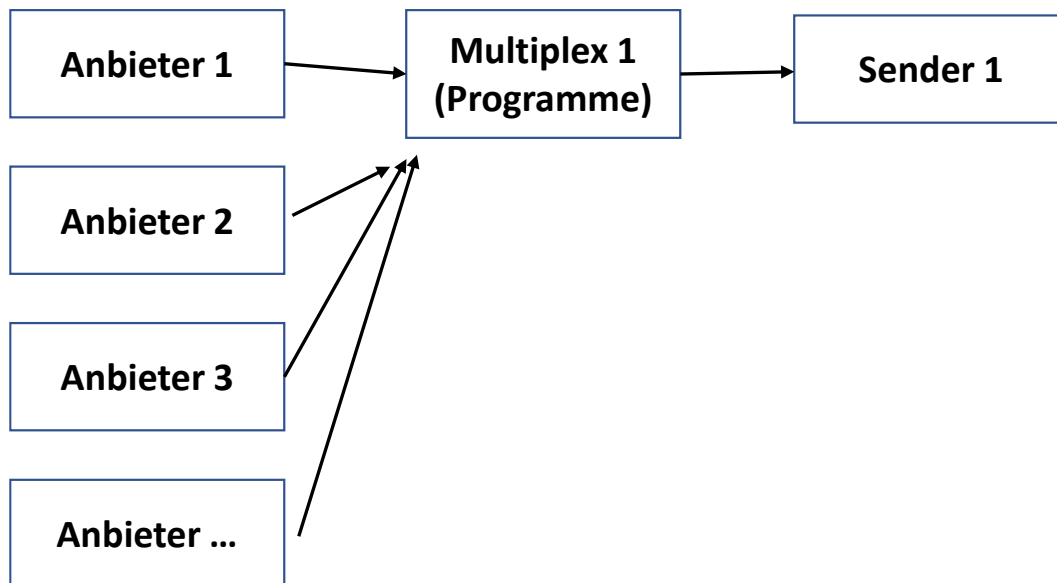 Anbieter 1
Multiplex 1
(Programme)
Sender 1
Anbieter 2
Anbieter 3
Anbieter ...